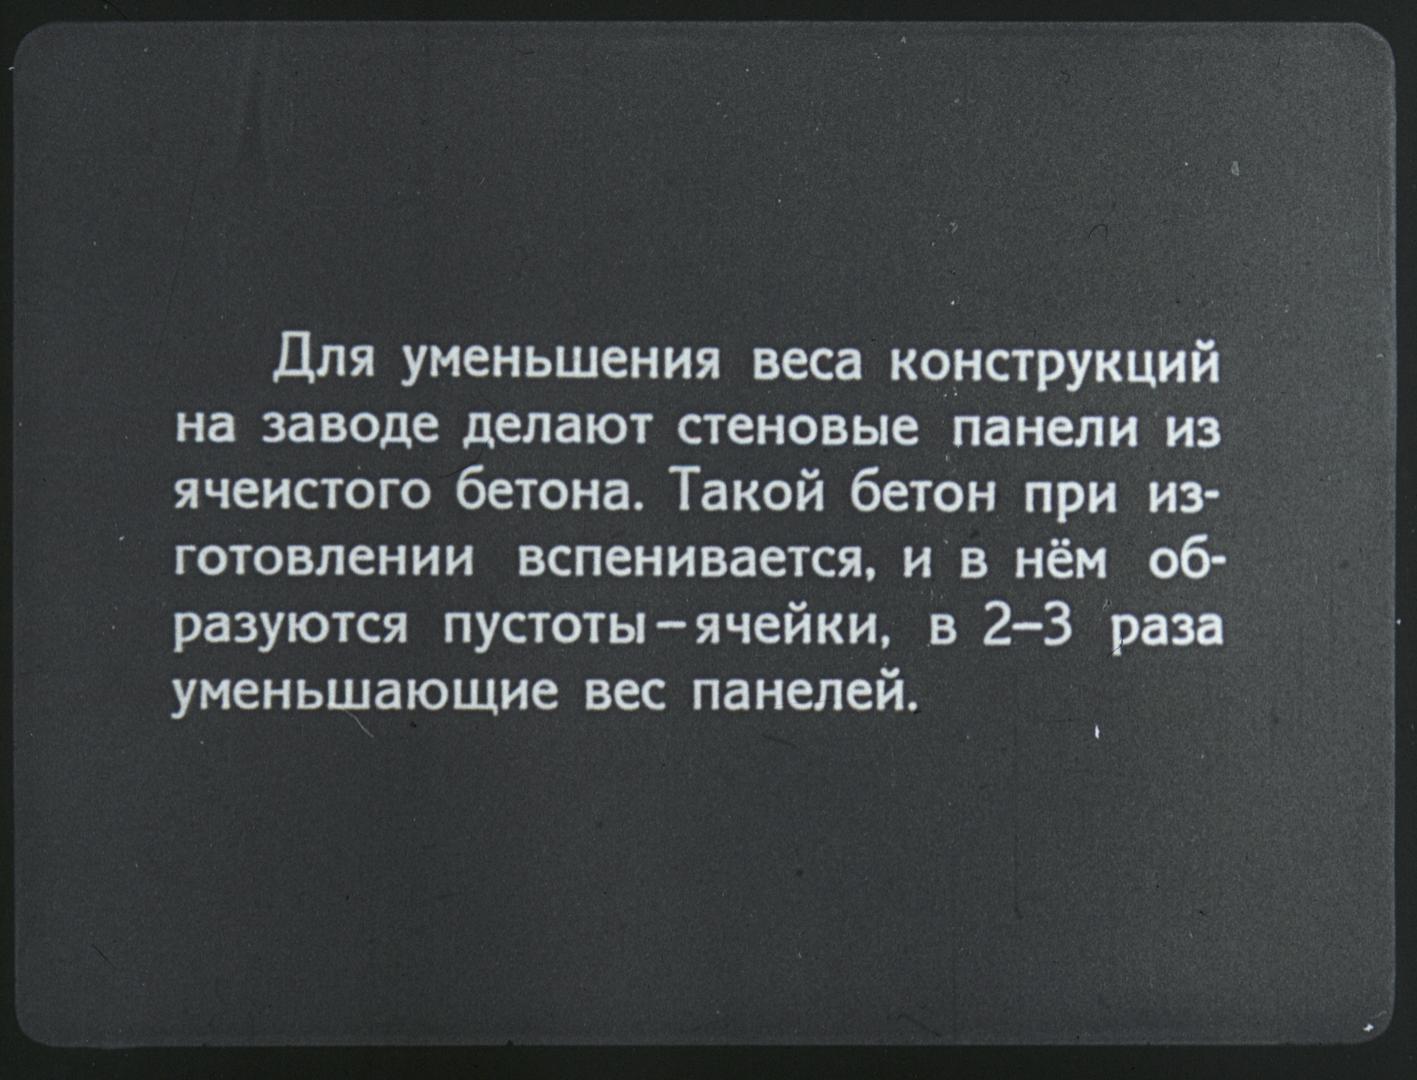 Для уменьшения веса конструкций
на заводе делают стеновые панели из
ячеистого бетона. Такой бетон при из-
готовлении вспенивается, и в нём об-
разуются пустоты–ячейки, в 2–3 раза
уменьшающие вес панелей.